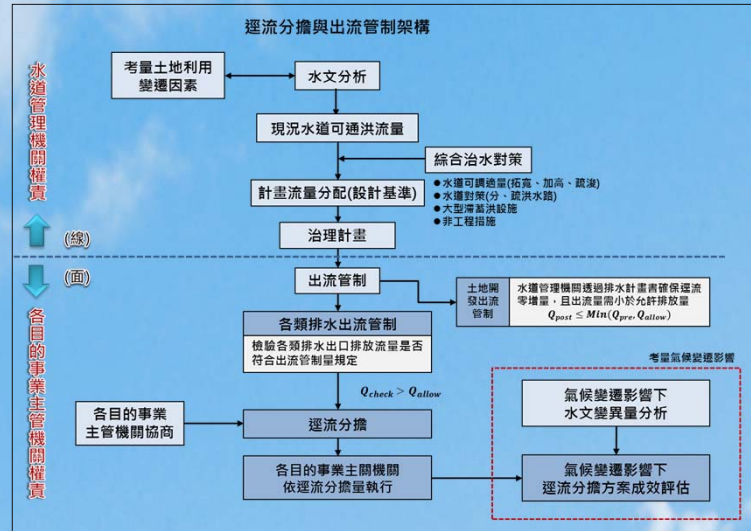 逕流分擔與出流管制架構
水道管理機關權責
考量土地利用
變遷因素
水文分析
現況水道可通洪流量
綜合治水對策
計畫流量分配(設計基準)
●水道可調適量(拓寬、加高、疏浚)
●水道對策(分、疏洪水路)
●大型滯蓄洪設施
●非工程措施
治理計畫
(線)
(面)
各目的事業主管機關權責
出流管制
土地開
發出流
管制
水道管理機關透過排水計畫書確保逕流
零增量，且出流量需小於允許排放量
Qpost ≤ Min(Qpre, Qallow)
各類排水出流管制
檢驗各類排水出口排放流量是否
符合出流管制量規定
Qcheck > Qallow
考量氣候變遷影響
各目的事業
主管機關協商
逕流分擔
氣候變遷影響下
水文變異量分析
各目的事業主關機關
依逕流分擔量執行
氣候變遷影響下
逕流分擔方案成效評估